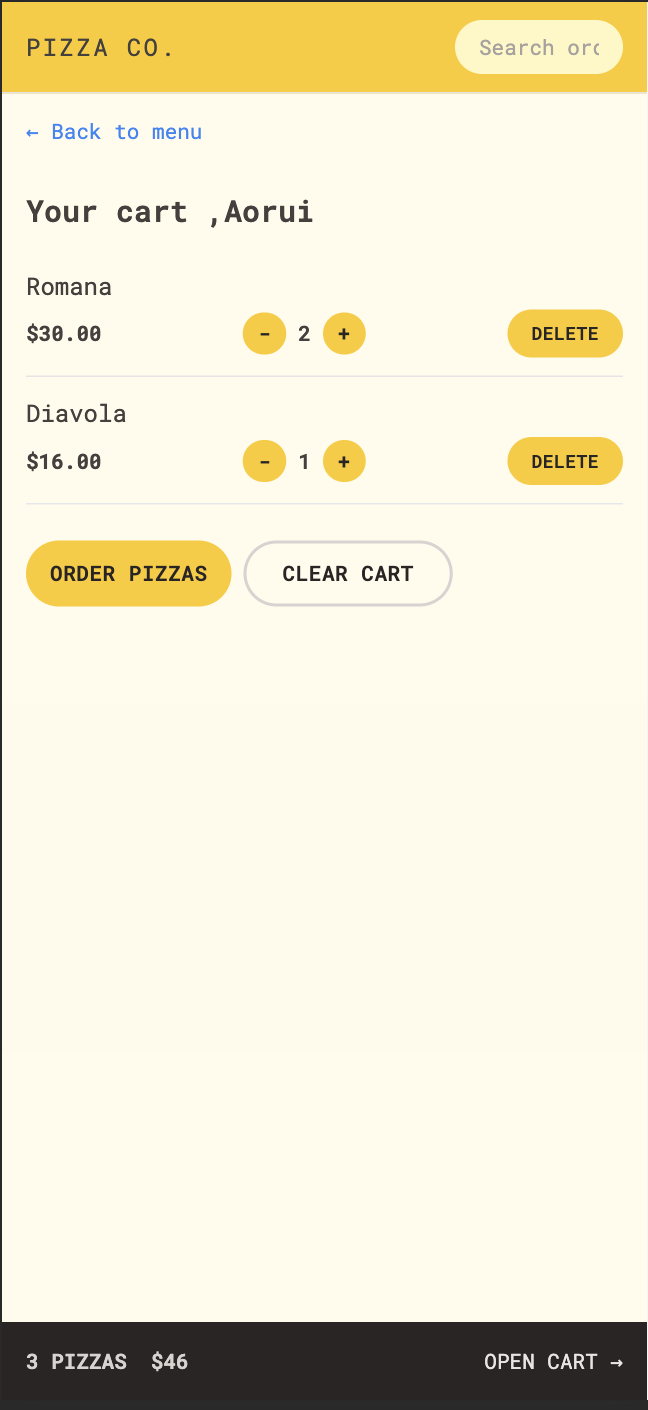 PIZZA CO.
Search
← Back to menu
Your cart ,Aorui
Romana
$30.00 - 2 + DELETE
Diavola
$16.00 - 1 + DELETE
ORDER PIZZAS CLEAR CART
3 PIZZAS $46 OPEN CART →